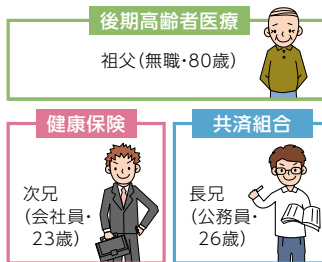 後期高齢者医療
祖父(無職・80歳)
健康保険
次兄
(会社員・
23歳)
共済組合
長兄
(公務員・
26歳)